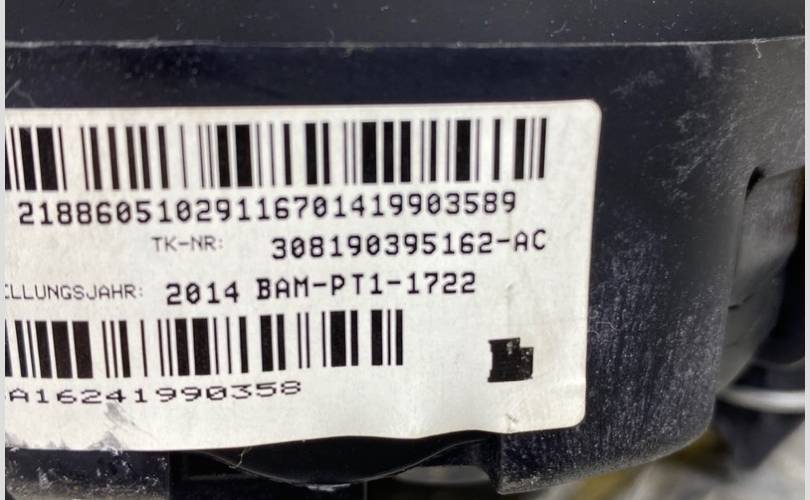 21886051029116701419903589
TK-NR: 308190395162-AC
LLUNGSJAHR: 2014 BAM-PT1-1722
A16241990358